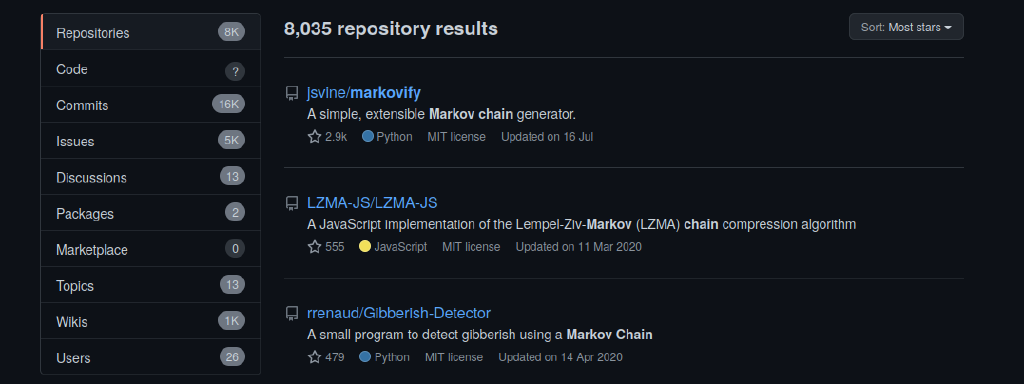 Repositories 8K
Code ?
Commits 16K
Issues 5K
Discussions 13
Packages 2
Marketplace 0
Topics 13
Wikis 1K
Users 26
8,035 repository results
Sort: Most stars
jsvine/markovify
A simple, extensible Markov chain generator.
2.9k Python MIT license Updated on 16 Jul
LZMA-JS/LZMA-JS
A JavaScript implementation of the Lempel-Ziv-Markov (LZMA) chain compression algorithm
555 JavaScript MIT license Updated on 11 Mar 2020
rrenaud/Gibberish-Detector
A small program to detect gibberish using a Markov Chain
479 Python MIT license Updated on 14 Apr 2020